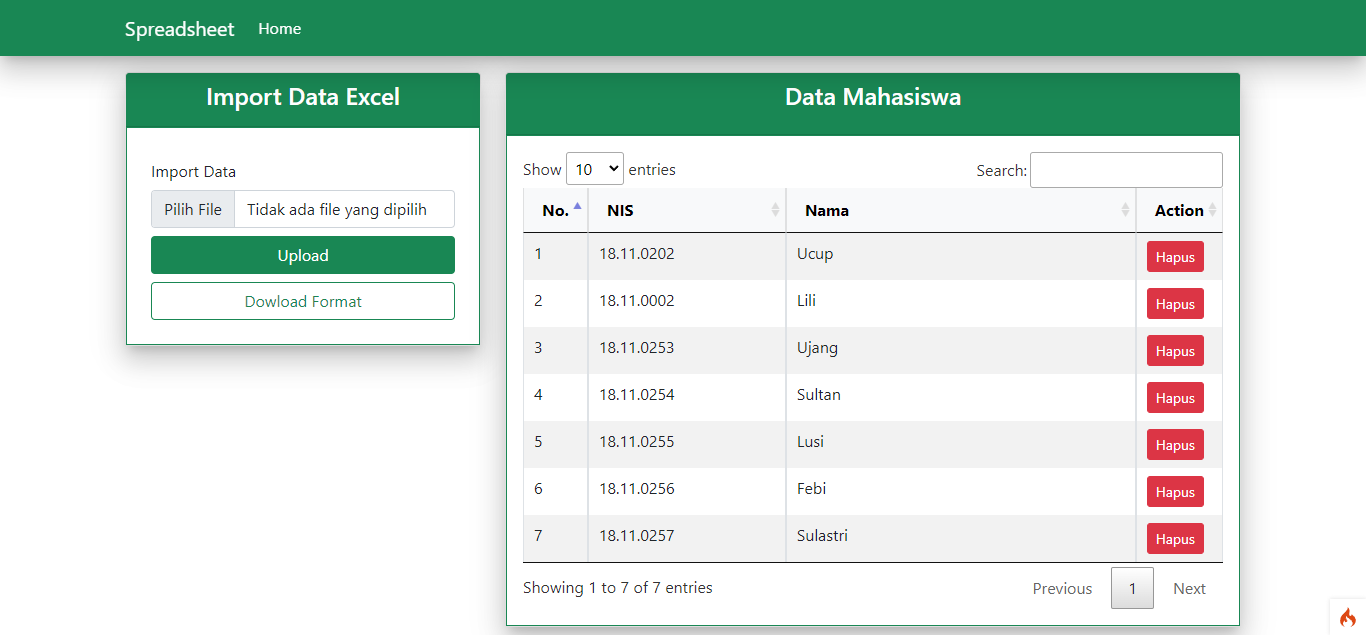 Spreadsheet Home
Import Data Excel
Import Data
Pilih File Tidak ada file yang dipilih
Upload
Dowload Format
Data Mahasiswa
Show 10 entries Search:
No. NIS Nama Action
1 18.11.0202 Ucup Hapus
2 18.11.0002 Lili Hapus
3 18.11.0253 Ujang Hapus
4 18.11.0254 Sultan Hapus
5 18.11.0255 Lusi Hapus
6 18.11.0256 Febi Hapus
7 18.11.0257 Sulastri Hapus
Showing 1 to 7 of 7 entries Previous 1 Next